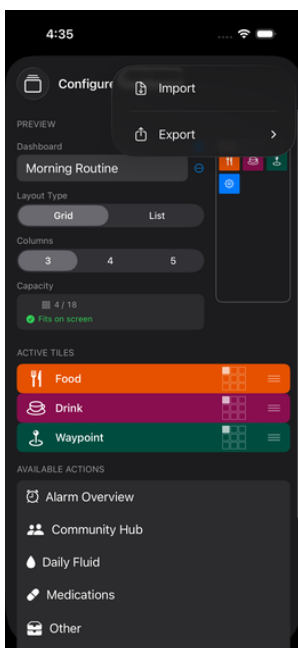 4:35
Configure
Import
Export
PREVIEW
Dashboard
Morning Routine
Layout Type
Grid List
Columns
3 4 5
Capacity
4 / 18
Fits on screen
ACTIVE TILES
Food
Drink
Waypoint
AVAILABLE ACTIONS
Alarm Overview
Community Hub
Daily Fluid
Medications
Other